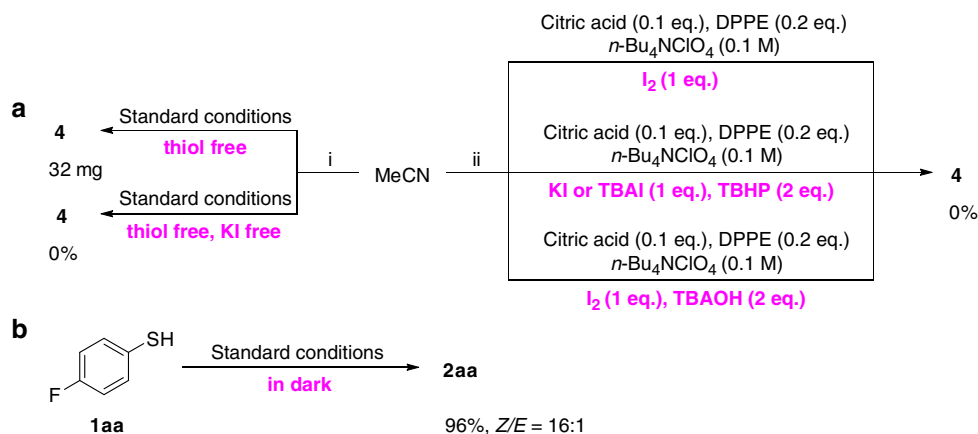 a
4
Standard conditions
thiol free
32 mg
4
Standard conditions
thiol free, KI free
0%
i
MeCN
ii
Citric acid (0.1 eq.), DPPE (0.2 eq.)
n-Bu₄NClO₄ (0.1 M)
I₂ (1 eq.)
Citric acid (0.1 eq.), DPPE (0.2 eq.)
n-Bu₄NClO₄ (0.1 M)
KI or TBAI (1 eq.), TBHP (2 eq.)
Citric acid (0.1 eq.), DPPE (0.2 eq.)
n-Bu₄NClO₄ (0.1 M)
I₂ (1 eq.), TBAOH (2 eq.)
4
0%
b
SH
F
1aa
Standard conditions
in dark
2aa
96%, Z/E = 16:1